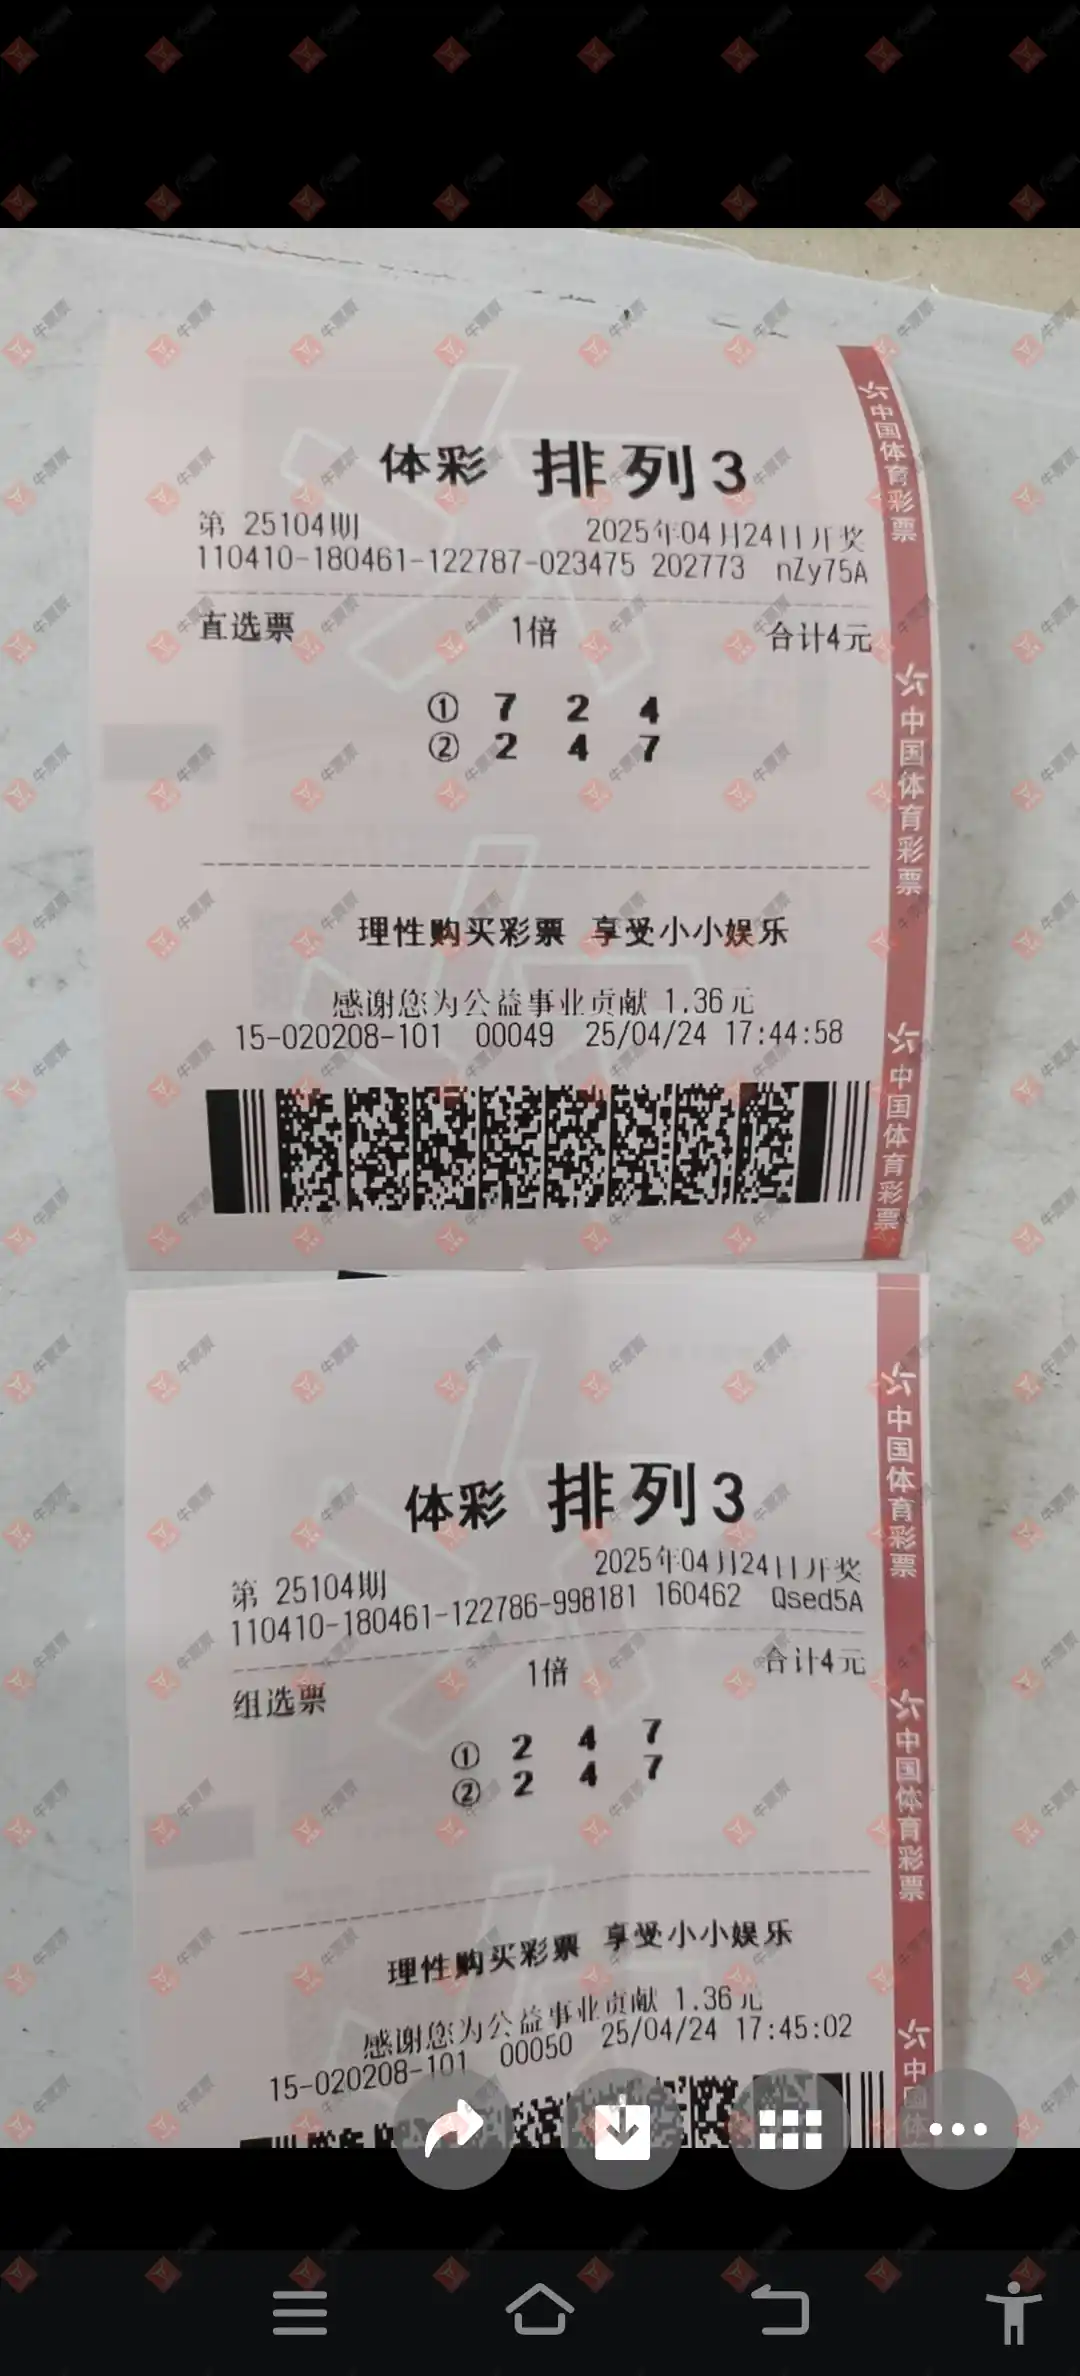 体彩 排列3
第 25104期 2025年04月24日开奖
110410-180461-122787-023475 202773 nZy75A
直选票 1倍 合计4元
① 7 2 4
② 2 4 7
理性购买彩票 享受小小娱乐
感谢您为公益事业贡献 1.36元
15-020208-101 00049 25/04/24 17:44:58
中国体育彩票
中国体育彩票
中国体育彩票
体彩 排列3
第 25104期 2025年04月24日开奖
110410-180461-122786-998181 160462 Qsed5A
组选票 1倍 合计4元
① 2 4 7
② 2 4 7
理性购买彩票 享受小小娱乐
感谢您为公益事业贡献 1.36元
15-020208-101 00050 25/04/24 17:45:02
中国体育彩票
中国体育彩票
中国体
牛票票